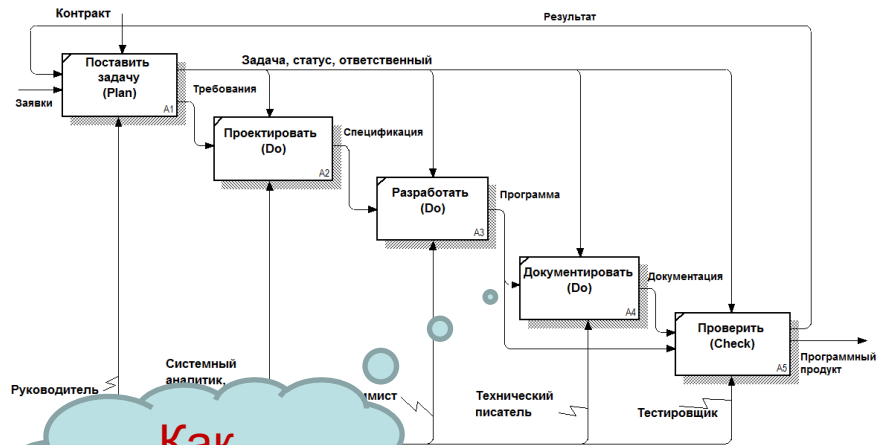 Контракт
Результат
Поставить
задачу
(Plan)
A1
Задача, статус, ответственный
Заявки
Требования
Проектировать
(Do)
A2
Спецификация
Разработать
(Do)
A3
Программа
Документировать
(Do)
A4
Документация
Проверить
(Check)
A5
Программный
продукт
Руководитель
Системный
аналитик,
Технический
писатель
Тестировщик
Как